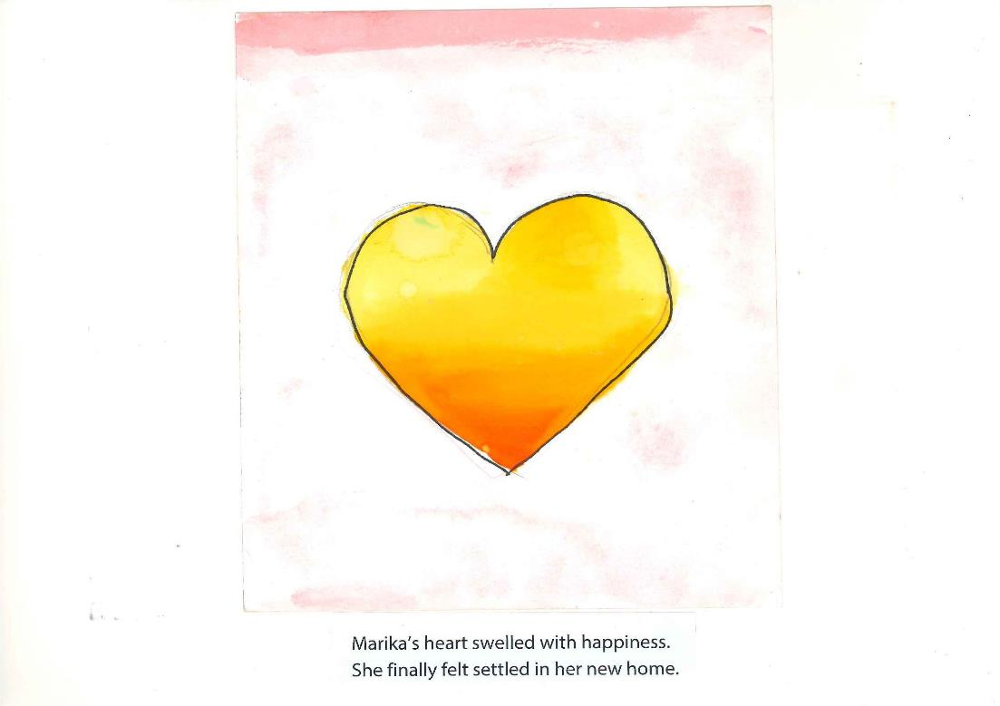 Marika's heart swelled with happiness.
She finally felt settled in her new home.